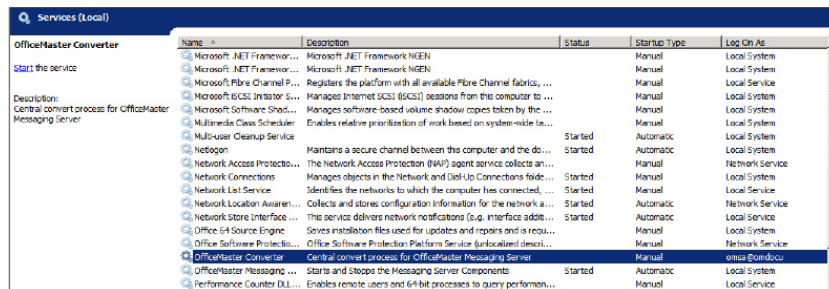 Services (Local)
OfficeMaster Converter
Start the service
Description:
Central convert process for OfficeMaster
Messaging Server
Name Description Status Startup Type Log On As
Microsoft .NET Framewor... Microsoft .NET Framework NGEN Manual Local System
Microsoft .NET Framewor... Microsoft .NET Framework NGEN Manual Local System
Microsoft Fibre Channel P... Registers the platform with all available Fibre Channel fabrics, ... Manual Local Service
Microsoft iSCSI Initiator S... Manages Internet SCSI (iSCSI) sessions from this computer to ... Manual Local System
Microsoft Software Shad... Manages software-based volume shadow copies taken by the ... Manual Local System
Multimedia Class Scheduler Enables relative prioritization of work based on system-wide ta... Manual Local System
Multi-user Cleanup Service Started Automatic Local System
Netlogon Maintains a secure channel between this computer and the do... Started Automatic Local System
Network Access Protectio... The Network Access Protection (NAP) agent service collects an... Manual Network Service
Network Connections Manages objects in the Network and Dial-Up Connections folde... Started Manual Local System
Network List Service Identifies the networks to which the computer has connected, ... Started Manual Local Service
Network Location Awaren... Collects and stores configuration information for the network a... Started Automatic Network Service
Network Store Interface ... This service delivers network notifications (e.g. interface additi... Started Automatic Local Service
Office 64 Source Engine Saves installation files used for updates and repairs and is requ... Manual Local System
Office Software Protectio... Office Software Protection Platform Service (unlocalized descri... Manual Network Service
OfficeMaster Converter Central convert process for OfficeMaster Messaging Server Manual omsa@omdocu
OfficeMaster Messaging ... Starts and Stopps the Messaging Server Components Started Automatic Local System
Performance Counter DLL... Enables remote users and 64-bit processes to query performan... Manual Local Service